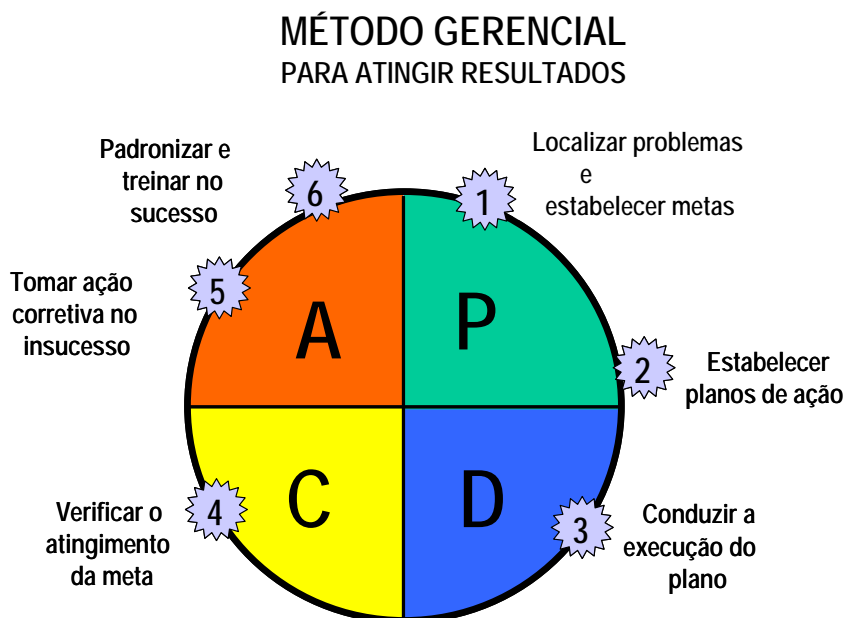 MÉTODO GERENCIAL
PARA ATINGIR RESULTADOS
1
Localizar problemas
e
estabelecer metas
2
Estabelecer
planos de ação
3
Conduzir a
execução do
plano
4
Verificar o
atingimento
da meta
5
Tomar ação
corretiva no
insucesso
6
Padronizar e
treinar no
sucesso
A
P
C
D